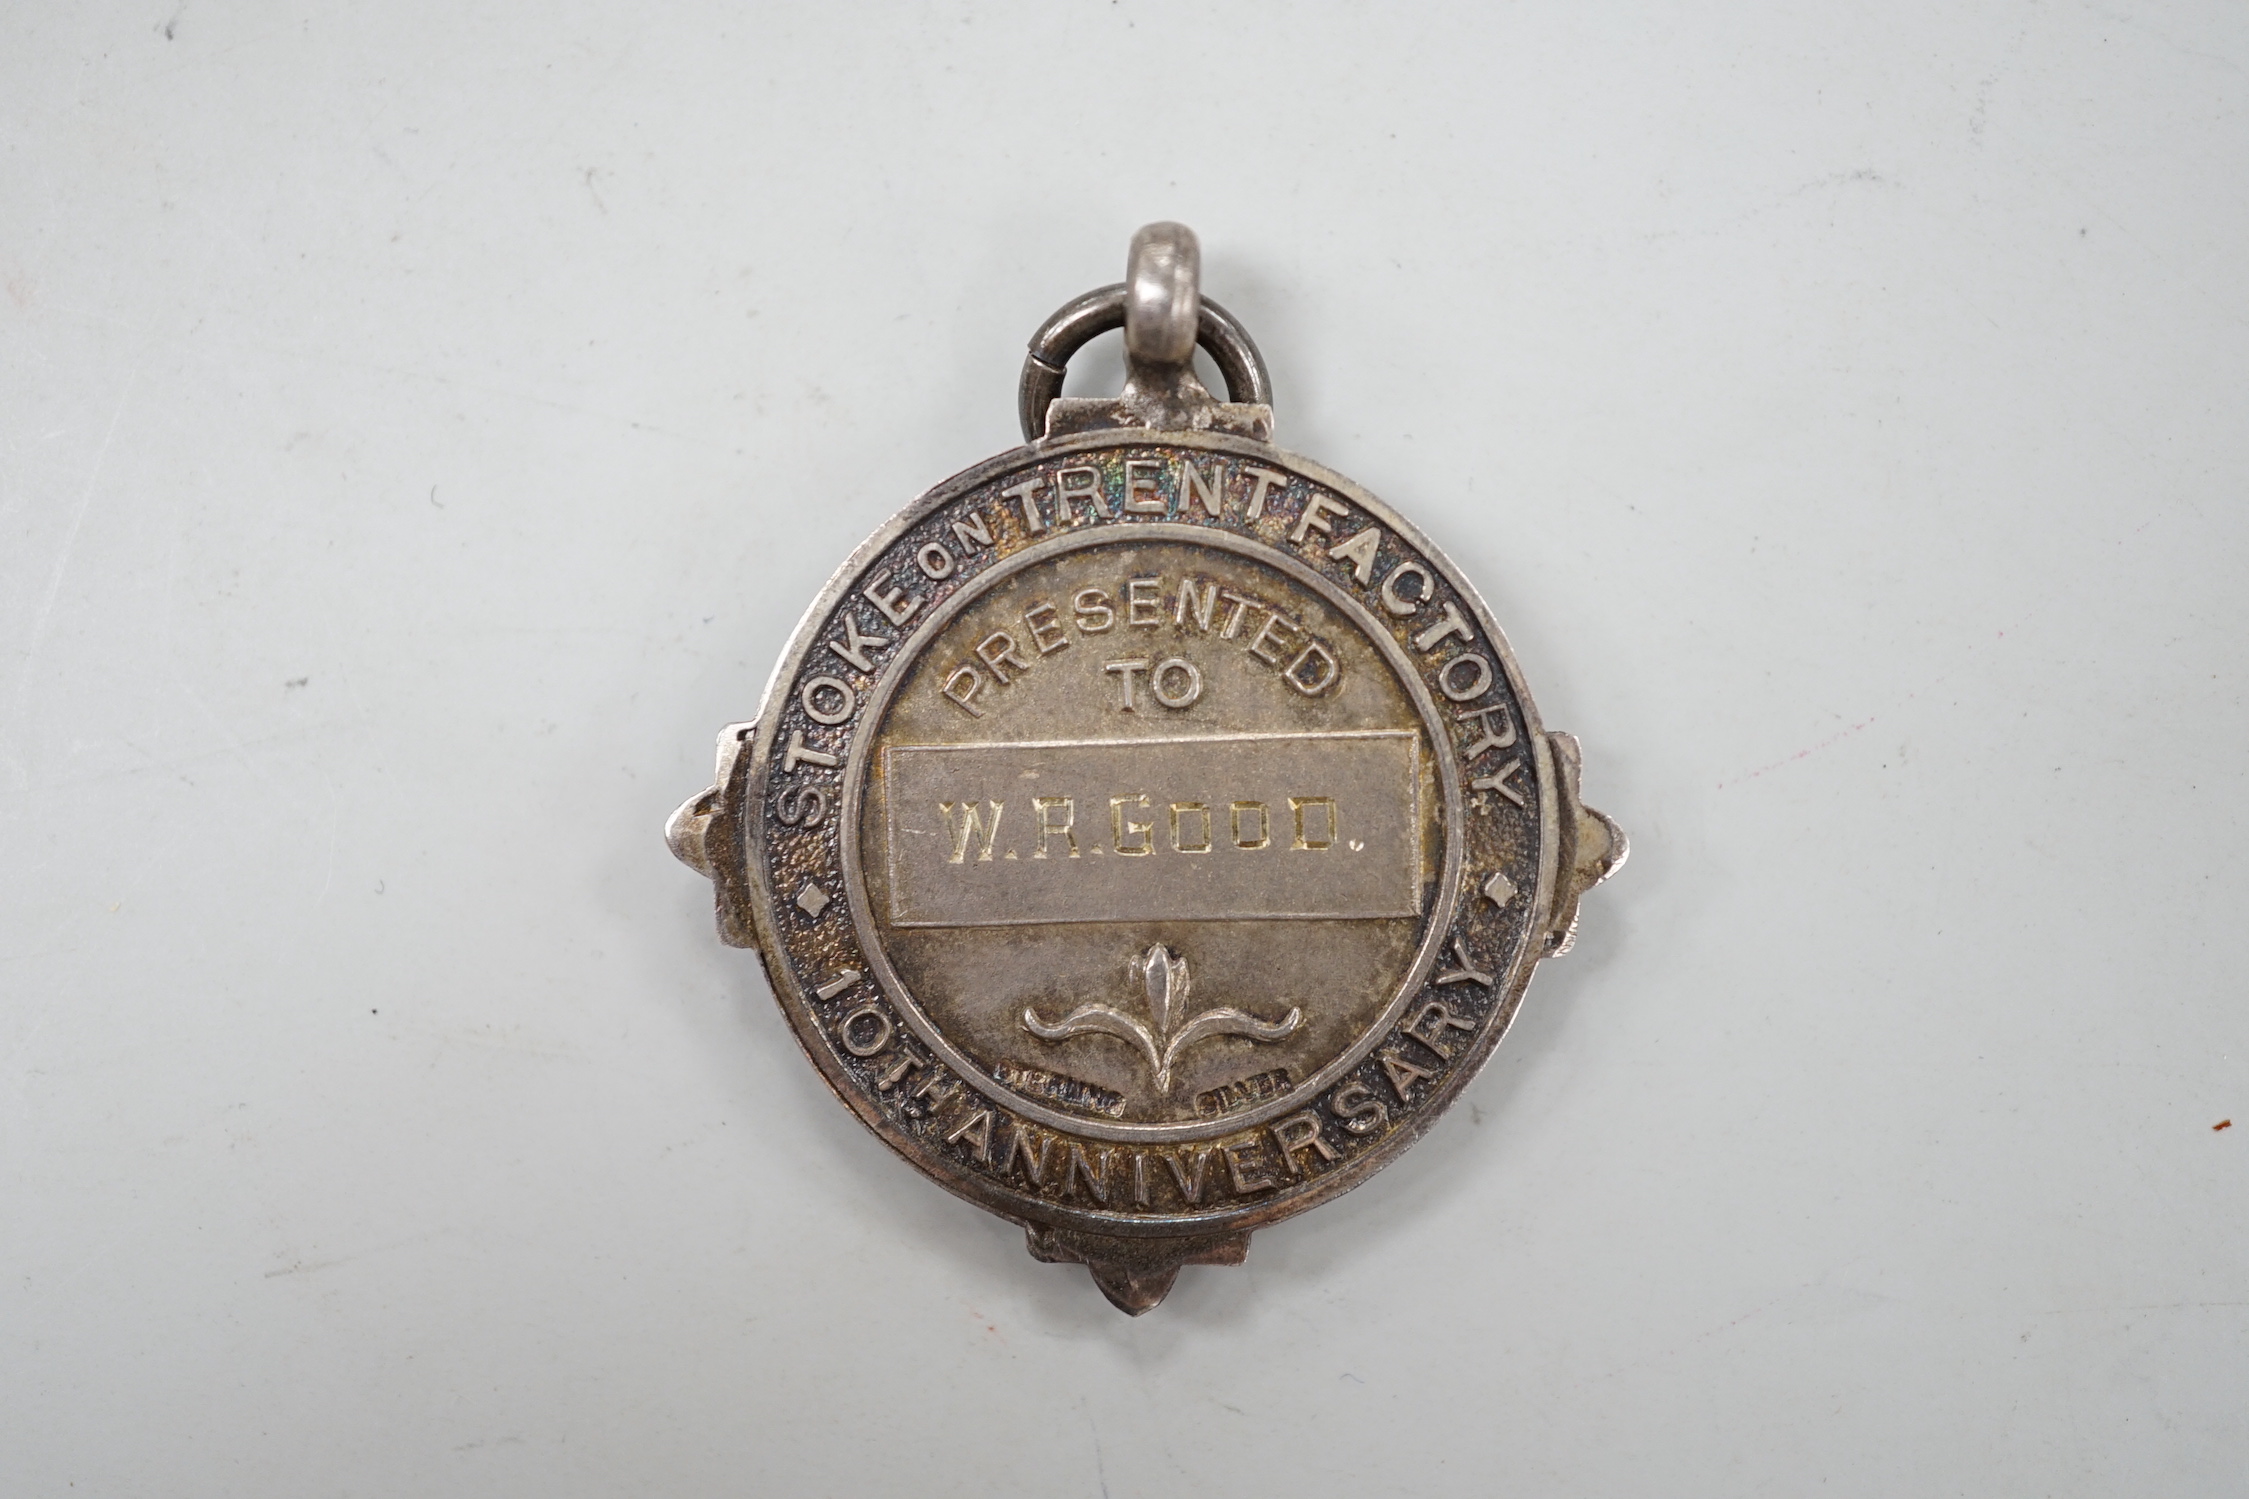 STOKE ON TRENT FACTORY
PRESENTED
TO
W.R.GOOD.
STERLING SILVER
10TH ANNIVERSARY